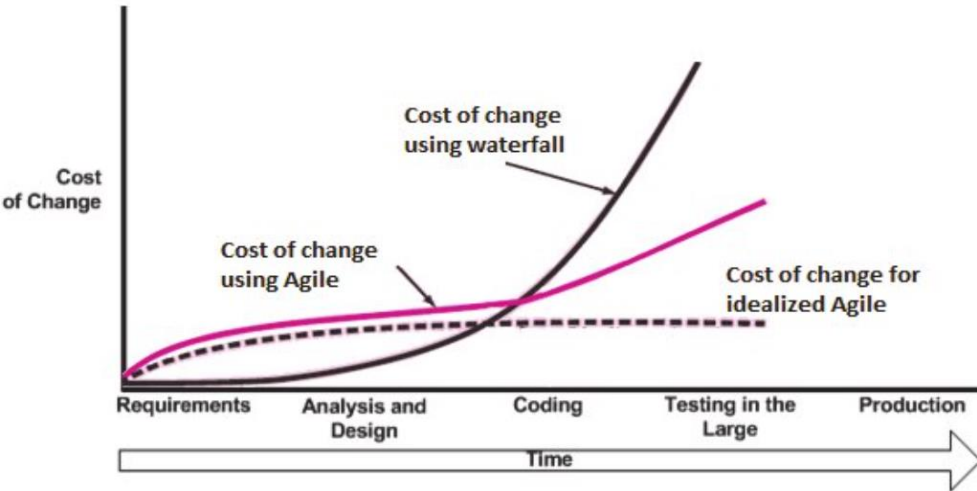 Cost of change
using waterfall
Cost
of Change
Cost of change
using Agile
Cost of change for
idealized Agile
Requirements
Analysis and
Design
Coding
Testing in the
Large
Production
Time